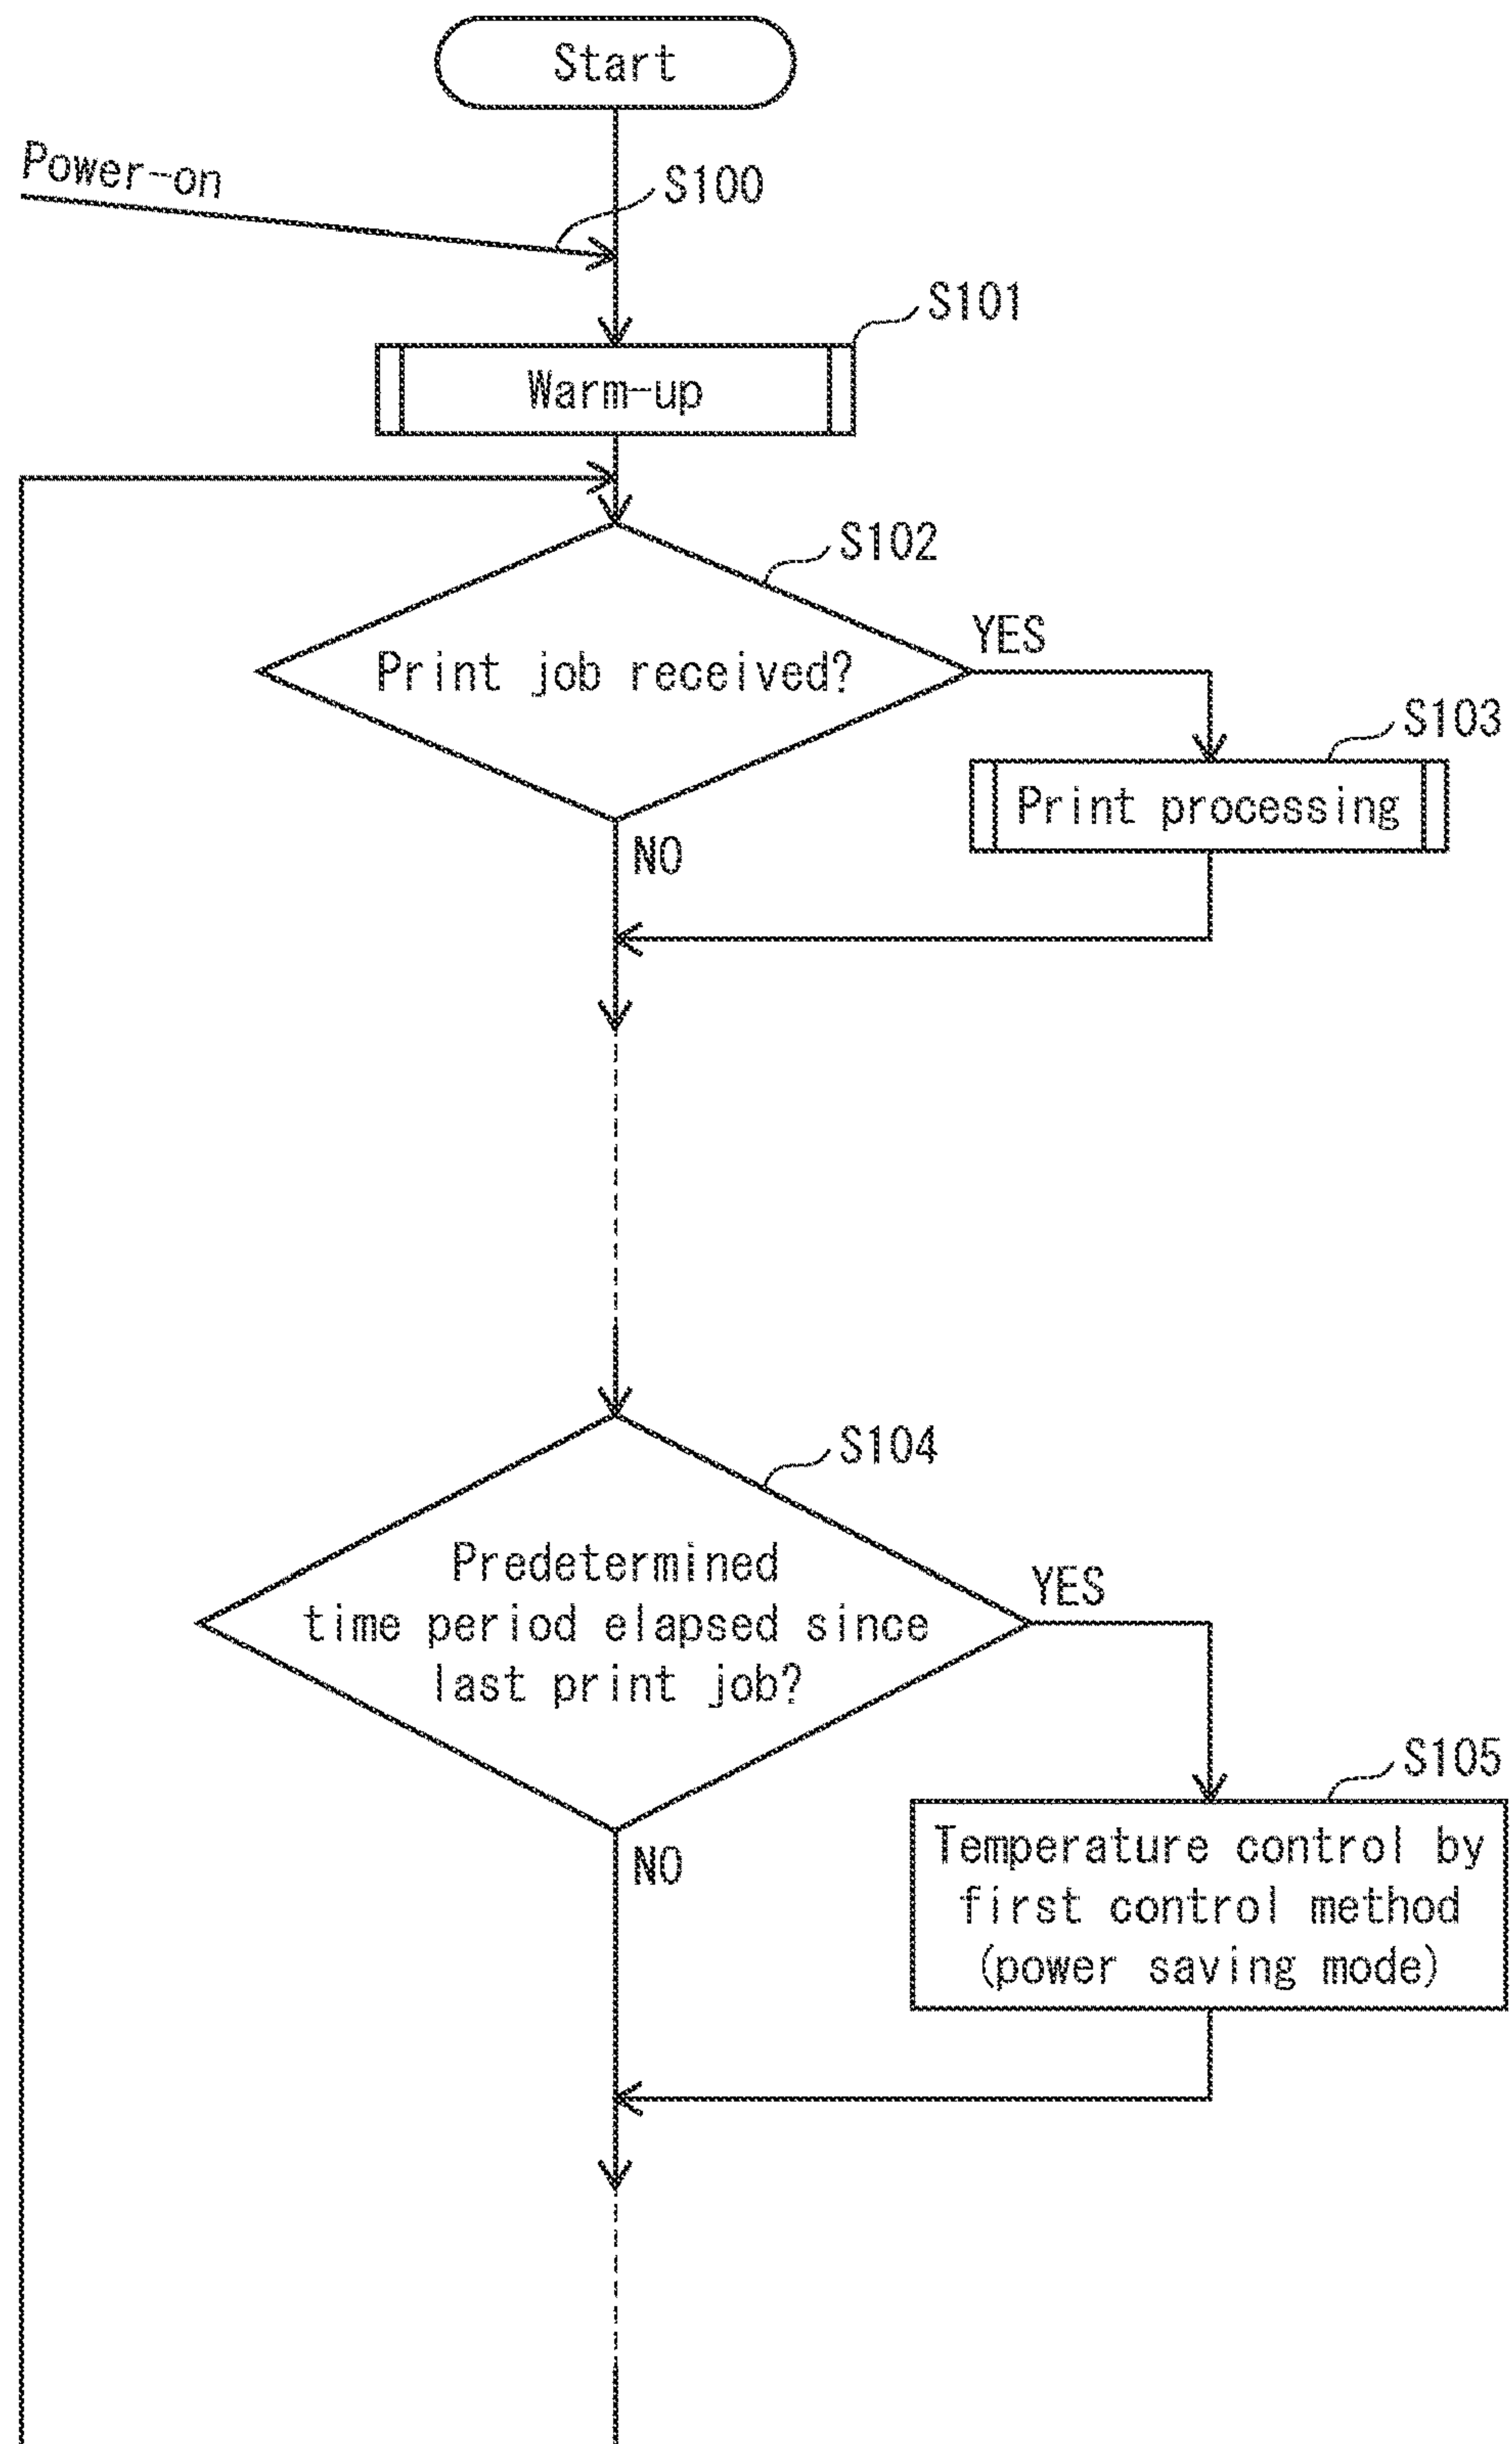 Start
Power-on
S100
S101
Warm-up
S102
Print job received?
YES
S103
Print processing
NO
S104
Predetermined
time period elapsed since
last print job?
YES
S105
Temperature control by
first control method
(power saving mode)
NO